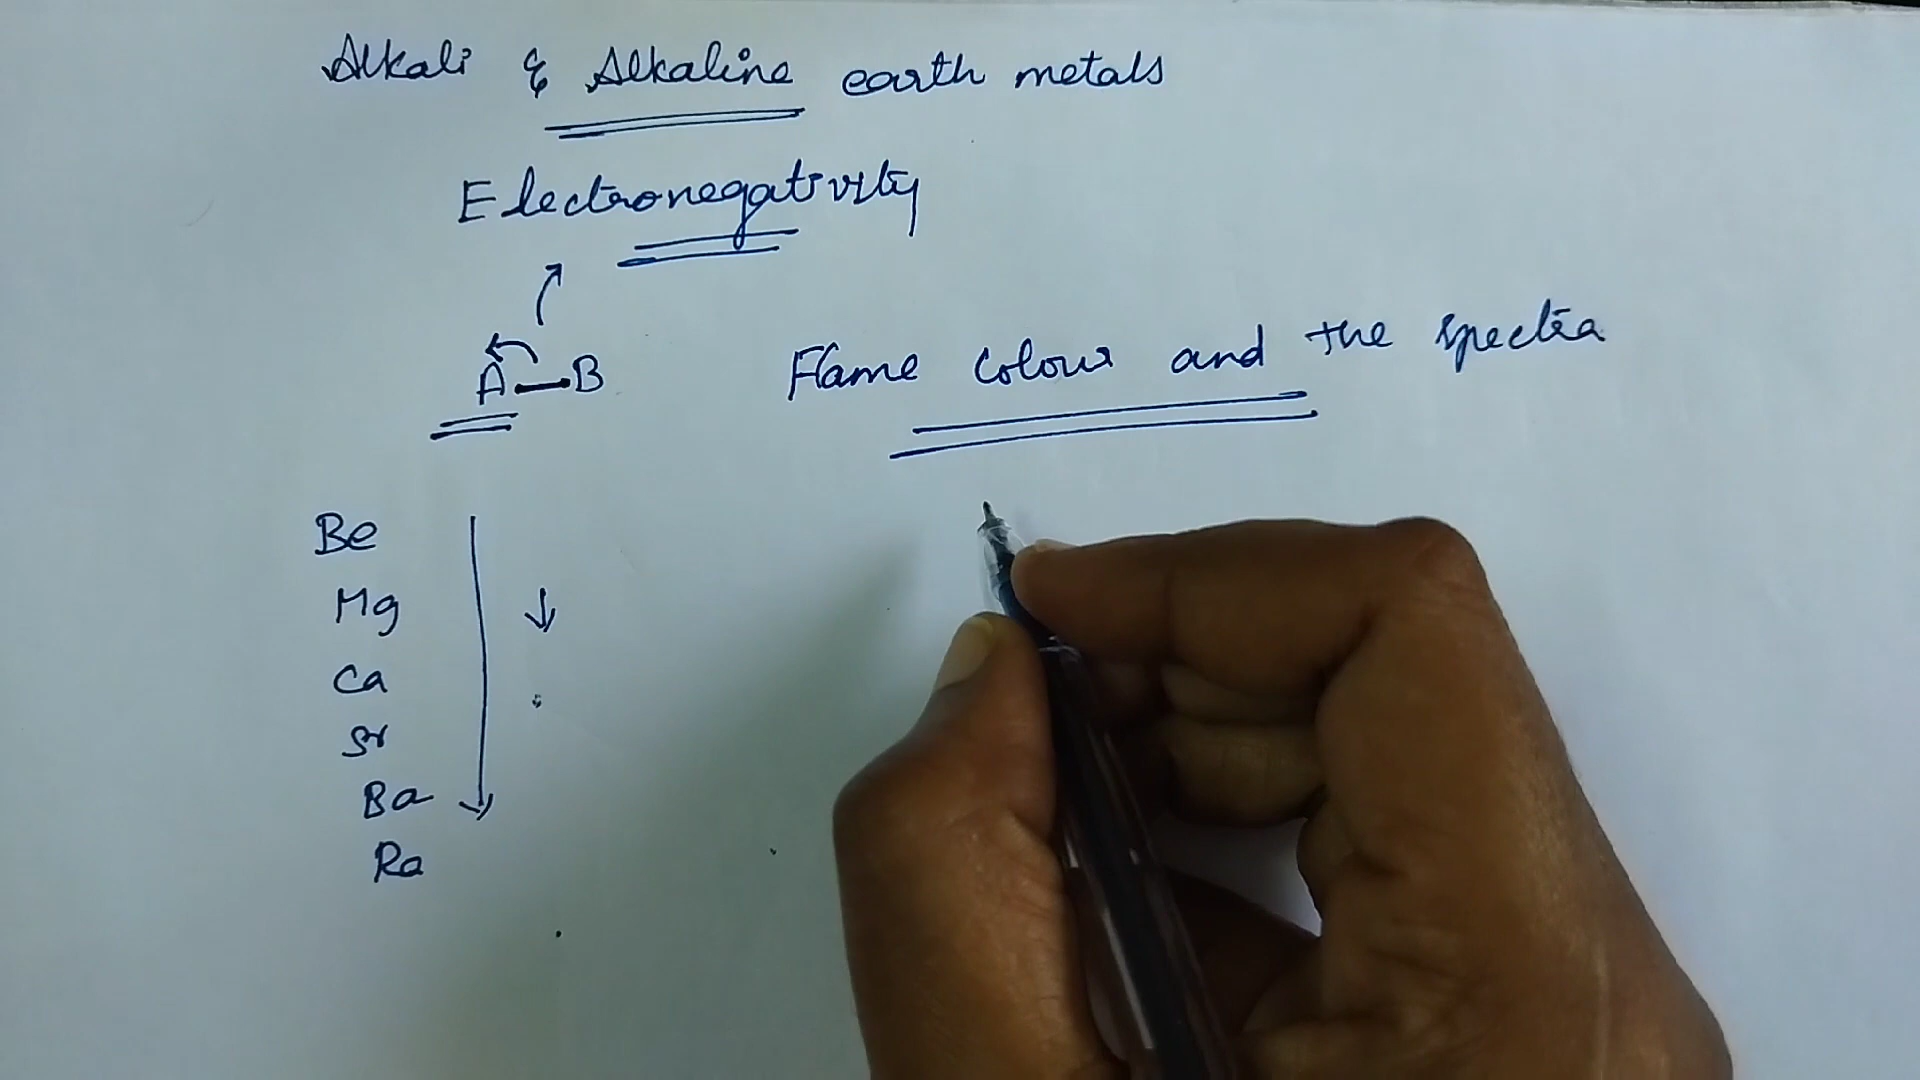 Alkali & Alkaline earth metals
Electronegativity
A—B
Flame colour and the spectra
Be
Mg
Ca
Sr
Ba
Ra